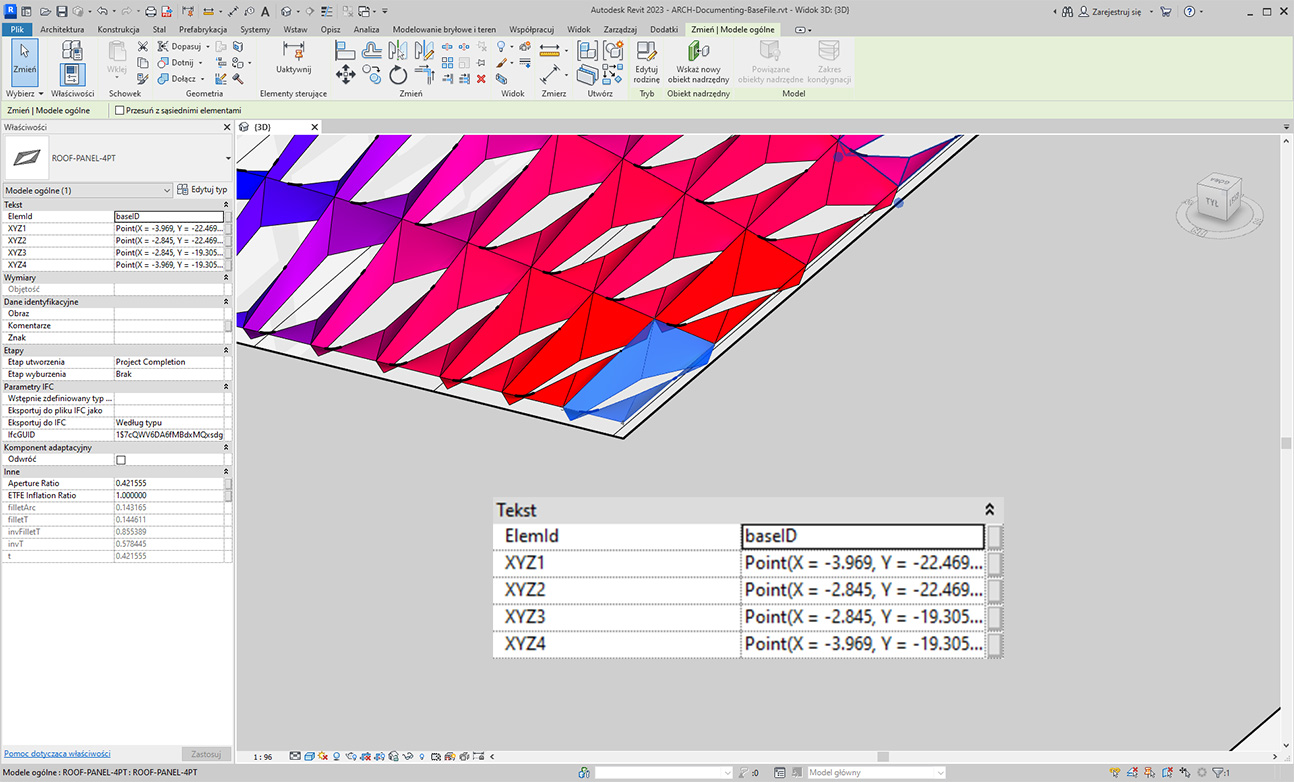 Autodesk Revit 2023 - ARCH-Documenting-BaseFile.rvt - Widok 3D: {3D}
Zarejestruj się
Plik Architektura Konstrukcja Stal Prefabrykacja Systemy Wstaw Opisz Analiza Modelowanie bryłowe i teren Współpracuj Widok Zarządzaj Dodatki Zmień | Modele ogólne
Zmień
Wklej
Dopasuj
Dotnij
Dołącz
Uaktywnij
Edytuj rodzinę
Wskaż nowy obiekt nadrzędny
Powiązane obiekty nadrzędne
Zakres kondygnacji
Wybierz Właściwości Schowek Geometria Elementy sterujące Zmień Widok Zmierz Utwórz Tryb Obiekt nadrzędny Model
Zmień | Modele ogólne Przesuń z sąsiednimi elementami
Właściwości
{3D}
ROOF-PANEL-4PT
Modele ogólne (1) Edytuj typ
Tekst
ElemId baseID
XYZ1 Point(X = -3.969, Y = -22.469...
XYZ2 Point(X = -2.845, Y = -22.469...
XYZ3 Point(X = -2.845, Y = -19.305...
XYZ4 Point(X = -3.969, Y = -19.305...
Wymiary
Objętość
Dane identyfikacyjne
Obraz
Komentarze
Znak
Etapy
Etap utworzenia Project Completion
Etap wyburzenia Brak
Parametry IFC
Wstępnie zdefiniowany typ ...
Eksportuj do pliku IFC jako
Eksportuj do IFC Według typu
IfcGUID 1$7cQWV6DA6fMBdxMQxsdg
Komponent adaptacyjny
Odwróć
Inne
Aperture Ratio 0.421555
ETFE Inflation Ratio 1.000000
filletArc 0.143165
filletT 0.144611
invFilletT 0.855389
invT 0.578445
t 0.421555
TYL
Tekst
ElemId baseID
XYZ1 Point(X = -3.969, Y = -22.469...
XYZ2 Point(X = -2.845, Y = -22.469...
XYZ3 Point(X = -2.845, Y = -19.305...
XYZ4 Point(X = -3.969, Y = -19.305...
Pomoc dotycząca właściwości Zastosuj
1 : 96
Modele ogólne : ROOF-PANEL-4PT : ROOF-PANEL-4PT
:0
Model główny
:1